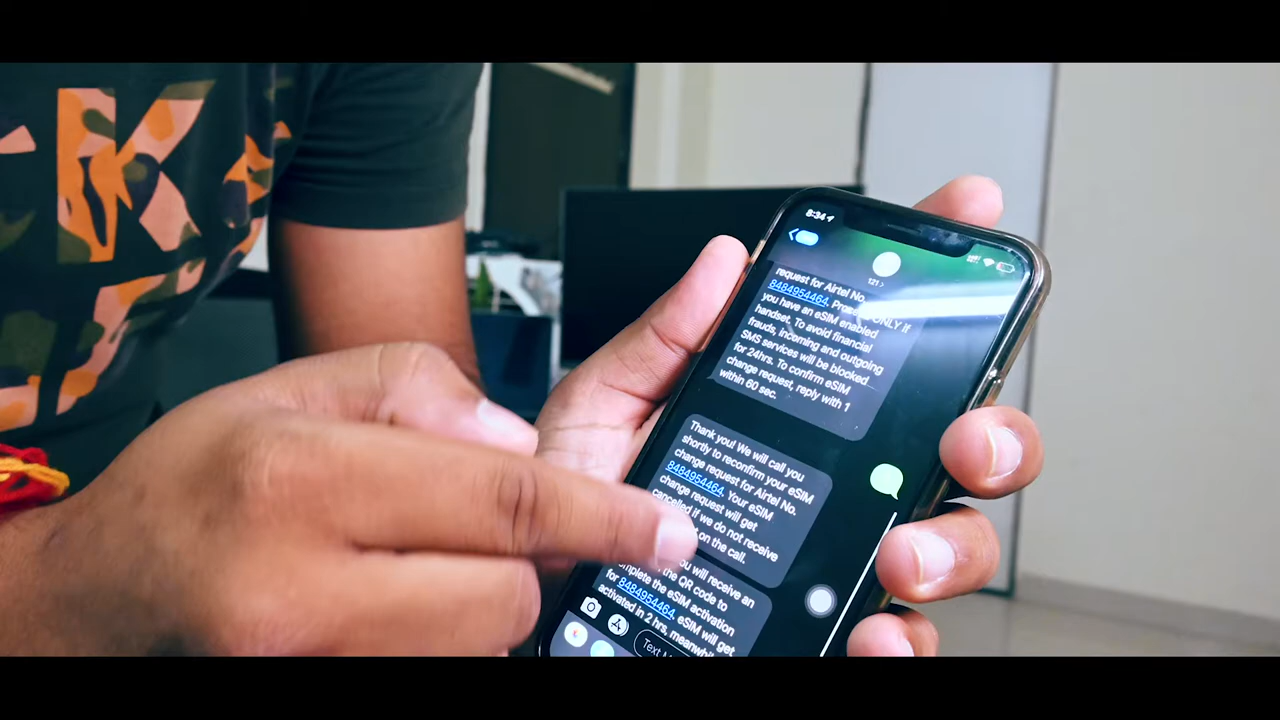 K
8:34
121 >
request for Airtel No.
8484954464. ONLY if
you have an eSIM enabled
handset. To avoid financial
frauds, incoming and outgoing
SMS services will be blocked
for 24hrs. To confirm eSIM
change request, reply with 1
within 60 sec.
Thank you! We will call you
shortly to reconfirm your eSIM
change request for Airtel No.
8484954464. Your eSIM
change request will get
cancelled if we do not receive
on the call.
you will receive an
the QR code to
complete the eSIM activation
for 8484954464. eSIM will get
activated in 2 hrs, meanwhile
Text